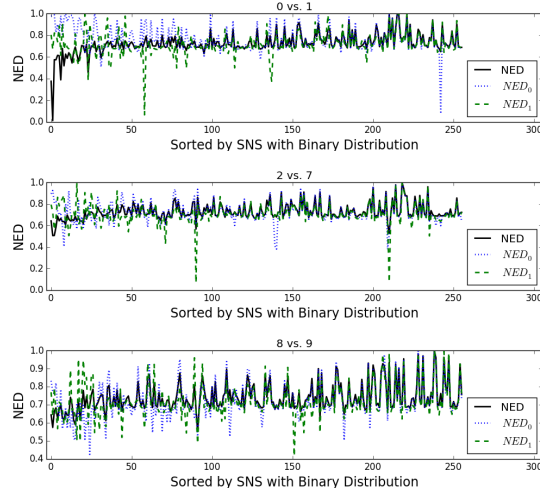 0 vs. 1
1.0
0.8
0.6
0.4
0.2
0.0
NED
NED
NED₀
NED₁
0 50 100 150 200 250 300
Sorted by SNS with Binary Distribution
2 vs. 7
1.0
0.8
0.6
0.4
0.2
0.0
NED
NED
NED₀
NED₁
0 50 100 150 200 250 300
Sorted by SNS with Binary Distribution
8 vs. 9
1.0
0.9
0.8
0.7
0.6
0.5
0.4
NED
NED
NED₀
NED₁
0 50 100 150 200 250 300
Sorted by SNS with Binary Distribution